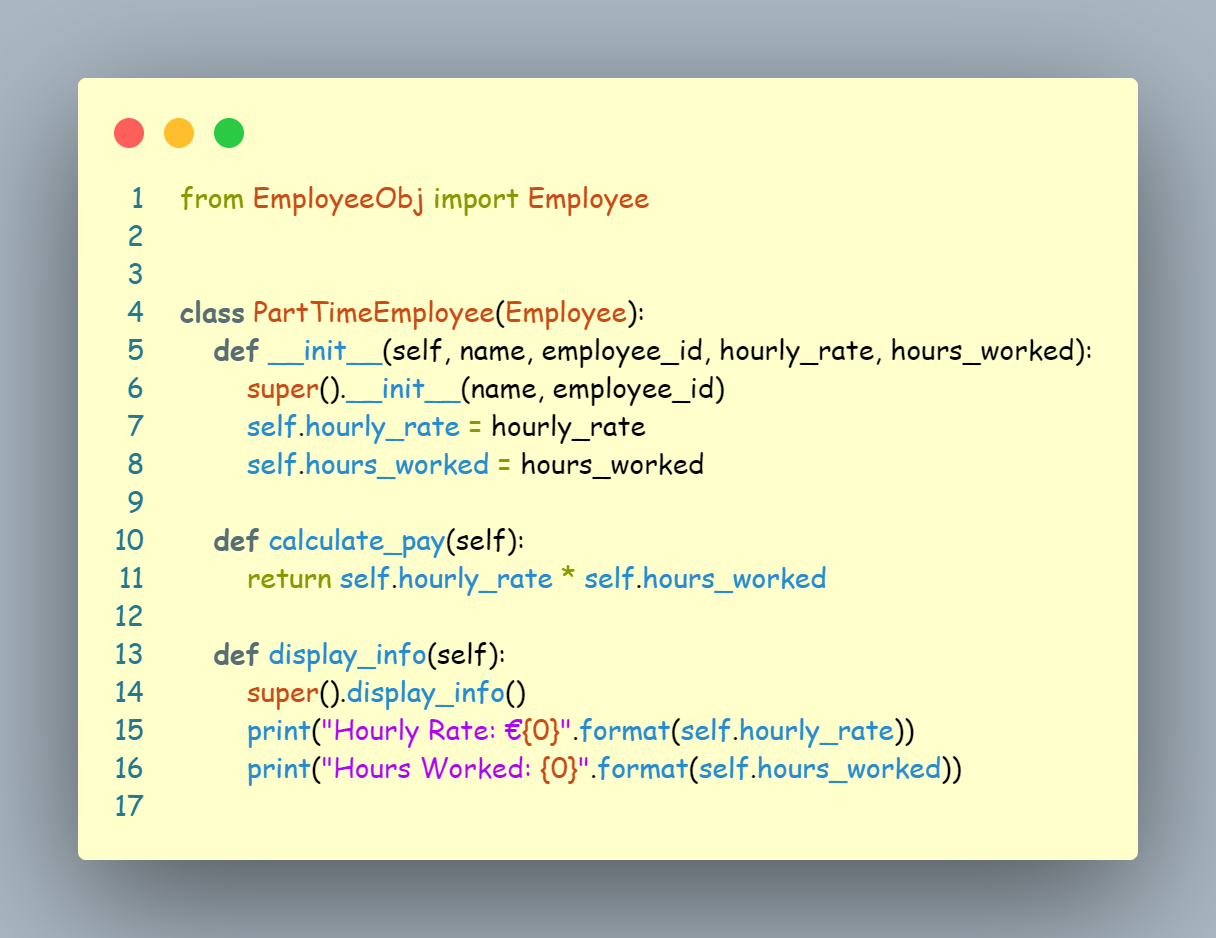 1 from EmployeeObj import Employee
2
3
4 class PartTimeEmployee(Employee):
5     def __init__(self, name, employee_id, hourly_rate, hours_worked):
6         super().__init__(name, employee_id)
7         self.hourly_rate = hourly_rate
8         self.hours_worked = hours_worked
9
10     def calculate_pay(self):
11         return self.hourly_rate * self.hours_worked
12
13     def display_info(self):
14         super().display_info()
15         print("Hourly Rate: €{0}".format(self.hourly_rate))
16         print("Hours Worked: {0}".format(self.hours_worked))
17